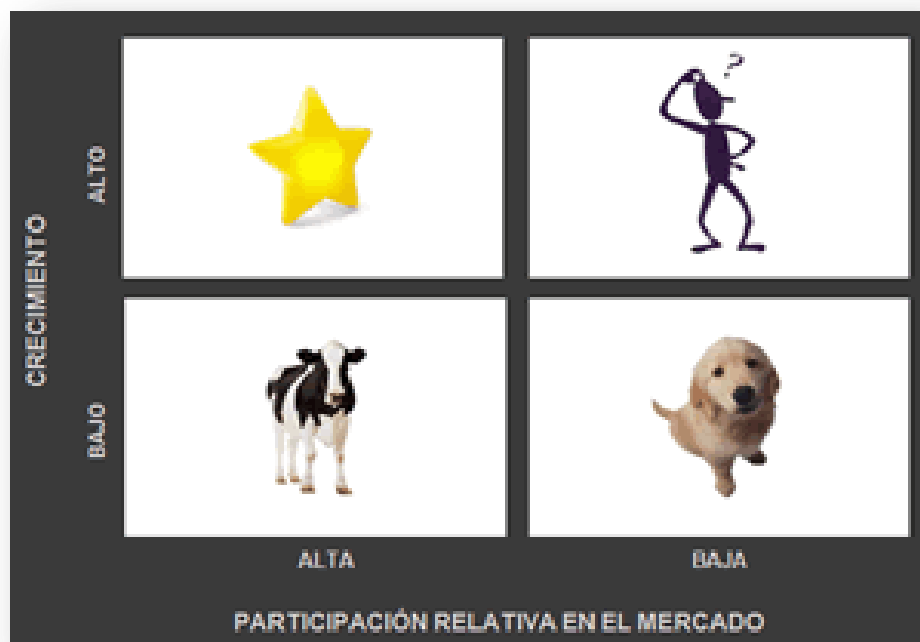 ALTO
?
CRECIMIENTO
BAJO
ALTA
BAJA
PARTICIPACIÓN RELATIVA EN EL MERCADO